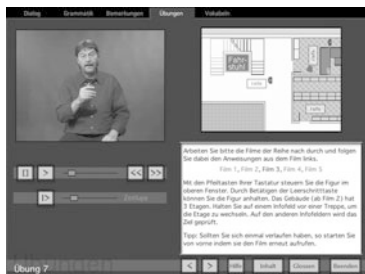 Dialog Grammatik Bemerkungen Übungen Vokabeln
Fahr-
stuhl
Arbeiten Sie bitte die Filme der Reihe nach durch und folgen
Sie dabei den Anweisungen aus dem Film links.
Film 1, Film 2, Film 3, Film 4, Film 5
Mit den Pfeiltasten Ihrer Tastatur steuern Sie die Figur im
oberen Fenster. Durch Betätigen der Leerschritttaste
können Sie die Figur anhalten. Das Gebäude (ab Film 2) hat
3 Etagen. Halten Sie auf einem Infofeld vor einer Treppe, um
die Etage zu wechseln. Auf den anderen Infofeldern wird das
Ziel geprüft.
Tipp: Sollten Sie sich einmal verlaufen haben, so starten Sie
von vorne indem sie den Film erneut aufrufen.
[] > << >>
|>
Übung 7
< > Hilfe Inhalt Glossen Beenden